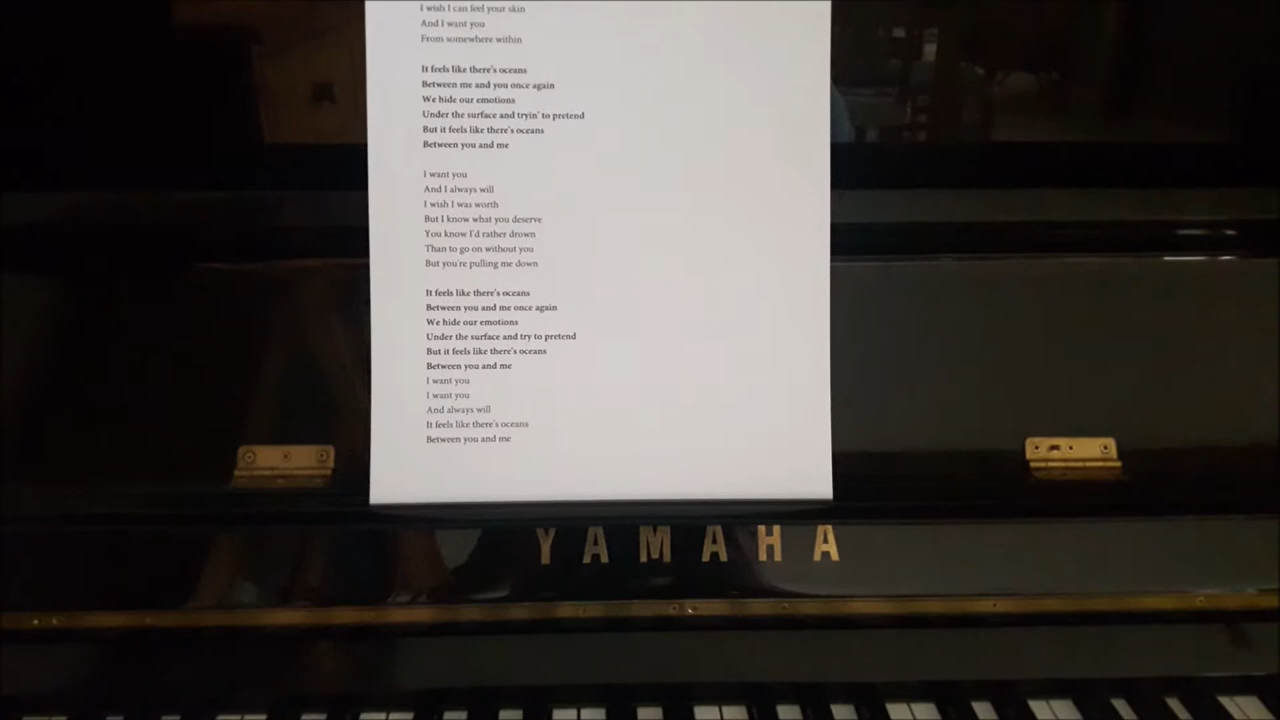 I wish I can feel your skin
And I want you
From somewhere within
It feels like there's oceans
Between me and you once again
We hide our emotions
Under the surface and tryin' to pretend
But it feels like there's oceans
Between you and me
I want you
And I always will
I wish I was worth
But I know what you deserve
You know I'd rather drown
Than to go on without you
But you're pulling me down
It feels like there's oceans
Between you and me once again
We hide our emotions
Under the surface and try to pretend
But it feels like there's oceans
Between you and me
I want you
I want you
And always will
It feels like there's oceans
Between you and me
YAMAHA